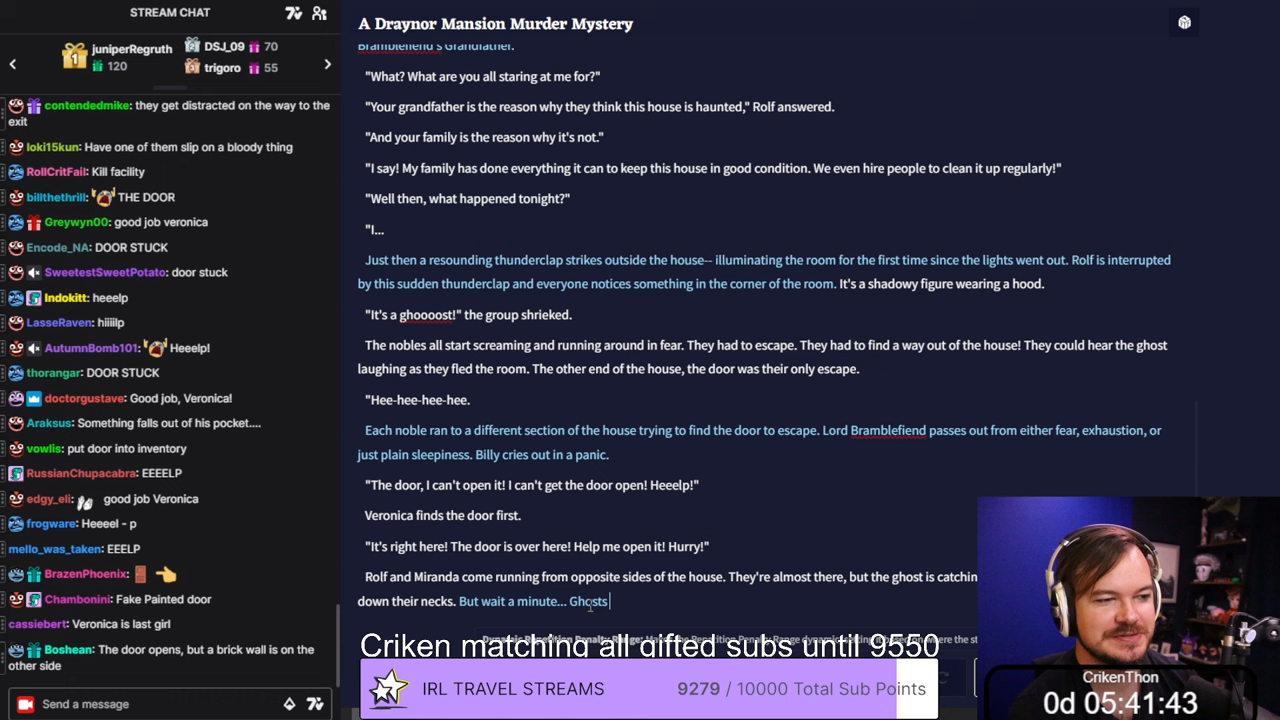 STREAM CHAT
1
juniperRegruth
120
DSJ_09 70
trigoro 55
contendedmike: they get distracted on the way to the
exit
loki15kun: Have one of them slip on a bloody thing
RollCritFail: Kill facility
billthethrill: THE DOOR
Greywyn00: good job veronica
Encode_NA: DOOR STUCK
SweetestSweetPotato: door stuck
Indokitt: heeelp
LasseRaven: hiiiilp
AutumnBomb101: Heeelp!
thorangar: DOOR STUCK
doctorgustave: Good job, Veronica!
Araksus: Something falls out of his pocket....
vowlis: put door into inventory
RussianChupacabra: EEEELP
edgy_eli: good job Veronica
frogware: Heeeel - p
mello_was_taken: EEELP
BrazenPhoenix:
Chambonini: Fake Painted door
cassiebert: Veronica is last girl
Boshean: The door opens, but a brick wall is on the
other side
Send a message
A Draynor Mansion Murder Mystery
Bramblefiend's Grandfather.
"What? What are you all staring at me for?"
"Your grandfather is the reason why they think this house is haunted," Rolf answered.
"And your family is the reason why it's not."
"I say! My family has done everything it can to keep this house in good condition. We even hire people to clean it up regularly!"
"Well then, what happened tonight?"
"I...
Just then a resounding thunderclap strikes outside the house-- illuminating the room for the first time since the lights went out. Rolf is interrupted
by this sudden thunderclap and everyone notices something in the corner of the room. It's a shadowy figure wearing a hood.
"It's a ghoooost!" the group shrieked.
The nobles all start screaming and running around in fear. They had to escape. They had to find a way out of the house! They could hear the ghost
laughing as they fled the room. The other end of the house, the door was their only escape.
"Hee-hee-hee-hee.
Each noble ran to a different section of the house trying to find the door to escape. Lord Bramblefiend passes out from either fear, exhaustion, or
just plain sleepiness. Billy cries out in a panic.
"The door, I can't open it! I can't get the door open! Heeelp!"
Veronica finds the door first.
"It's right here! The door is over here! Help me open it! Hurry!"
Rolf and Miranda come running from opposite sides of the house. They're almost there, but the ghost is catchin
down their necks. But wait a minute... Ghosts
Criken matching all gifted subs until 9550
IRL TRAVEL STREAMS 9279 / 10000 Total Sub Points
CrikenThon
0d 05:41:43